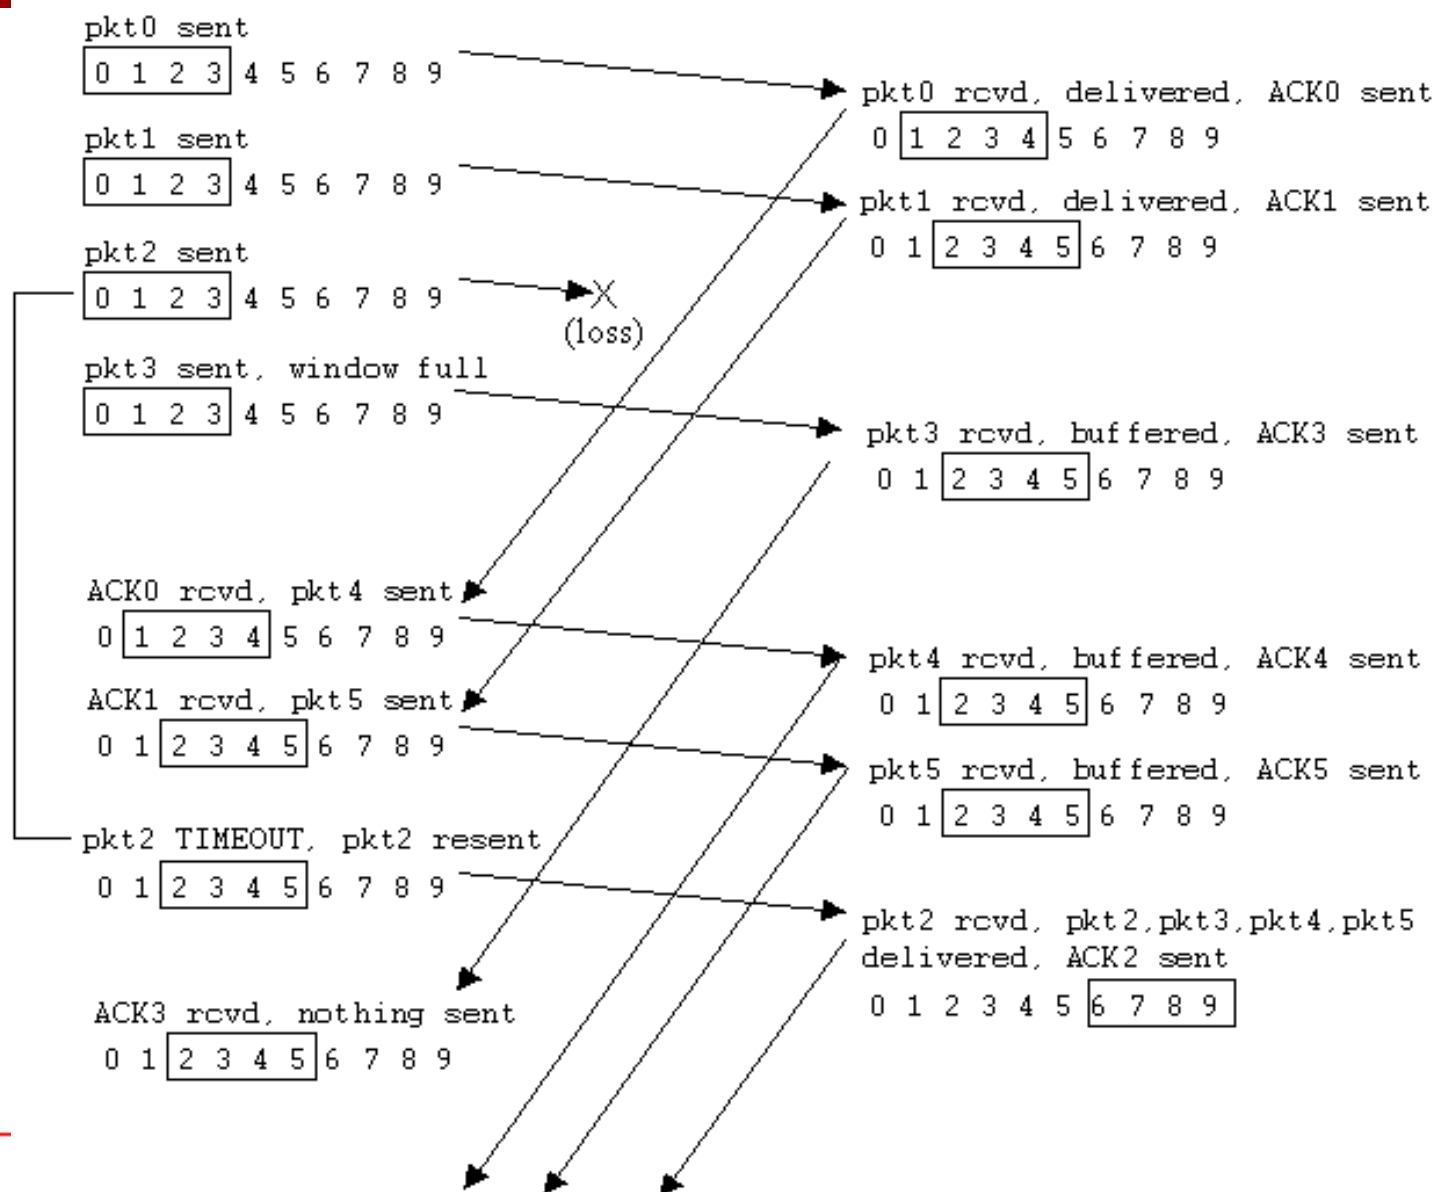 pkt0 sent
0 1 2 3 4 5 6 7 8 9
pkt1 sent
0 1 2 3 4 5 6 7 8 9
pkt2 sent
0 1 2 3 4 5 6 7 8 9
(loss)
pkt3 sent, window full
0 1 2 3 4 5 6 7 8 9
ACK0 rcvd, pkt4 sent
0 1 2 3 4 5 6 7 8 9
ACK1 rcvd, pkt5 sent
0 1 2 3 4 5 6 7 8 9
pkt2 TIMEOUT, pkt2 resent
0 1 2 3 4 5 6 7 8 9
ACK3 rcvd, nothing sent
0 1 2 3 4 5 6 7 8 9
pkt0 rcvd, delivered, ACK0 sent
0 1 2 3 4 5 6 7 8 9
pkt1 rcvd, delivered, ACK1 sent
0 1 2 3 4 5 6 7 8 9
pkt3 rcvd, buffered, ACK3 sent
0 1 2 3 4 5 6 7 8 9
pkt4 rcvd, buffered, ACK4 sent
0 1 2 3 4 5 6 7 8 9
pkt5 rcvd, buffered, ACK5 sent
0 1 2 3 4 5 6 7 8 9
pkt2 rcvd, pkt2,pkt3,pkt4,pkt5
delivered, ACK2 sent
0 1 2 3 4 5 6 7 8 9